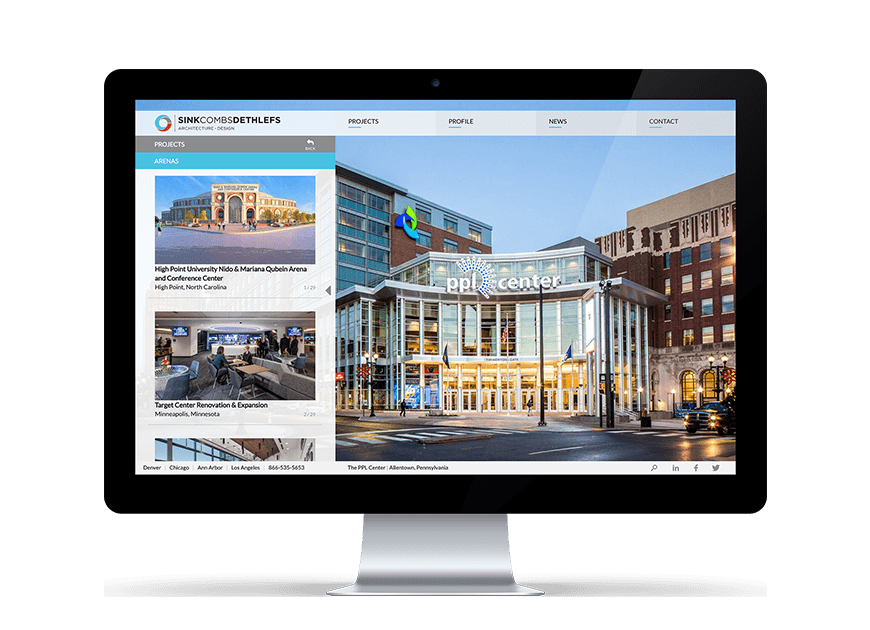 SINKCOMBSDETHLEFS
ARCHITECTURE · DESIGN
PROJECTS
PROFILE
NEWS
CONTACT
PROJECTS
BACK
ARENAS
High Point University Nido & Mariana Qubein Arena
and Conference Center
High Point, North Carolina
1 / 29
Target Center Renovation & Expansion
Minneapolis, Minnesota
2 / 29
ppl center
Denver | Chicago | Ann Arbor | Los Angeles | 866-535-5653
The PPL Center | Allentown, Pennsylvania